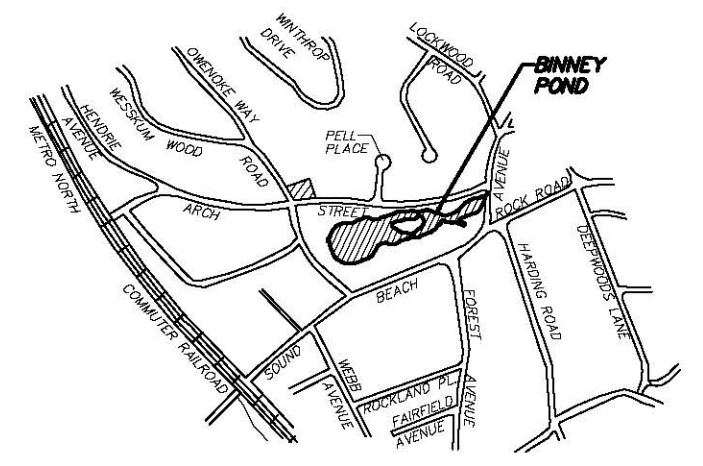 WINTHROP
DRIVE
LOCKWOOD
ROAD
OWENOKE WAY
BINNEY
POND
WESSKUM
WOOD
ROAD
HENDRIE
AVENUE
METRO NORTH
COMMUTER RAILROAD
PELL
PLACE
ARCH
STREET
AVENUE
ROCK ROAD
SOUND
BEACH
FOREST
AVENUE
HARDING ROAD
DEEPWOODS LANE
WEBB
AVENUE
ROCKLAND PL.
FAIRFIELD
AVENUE